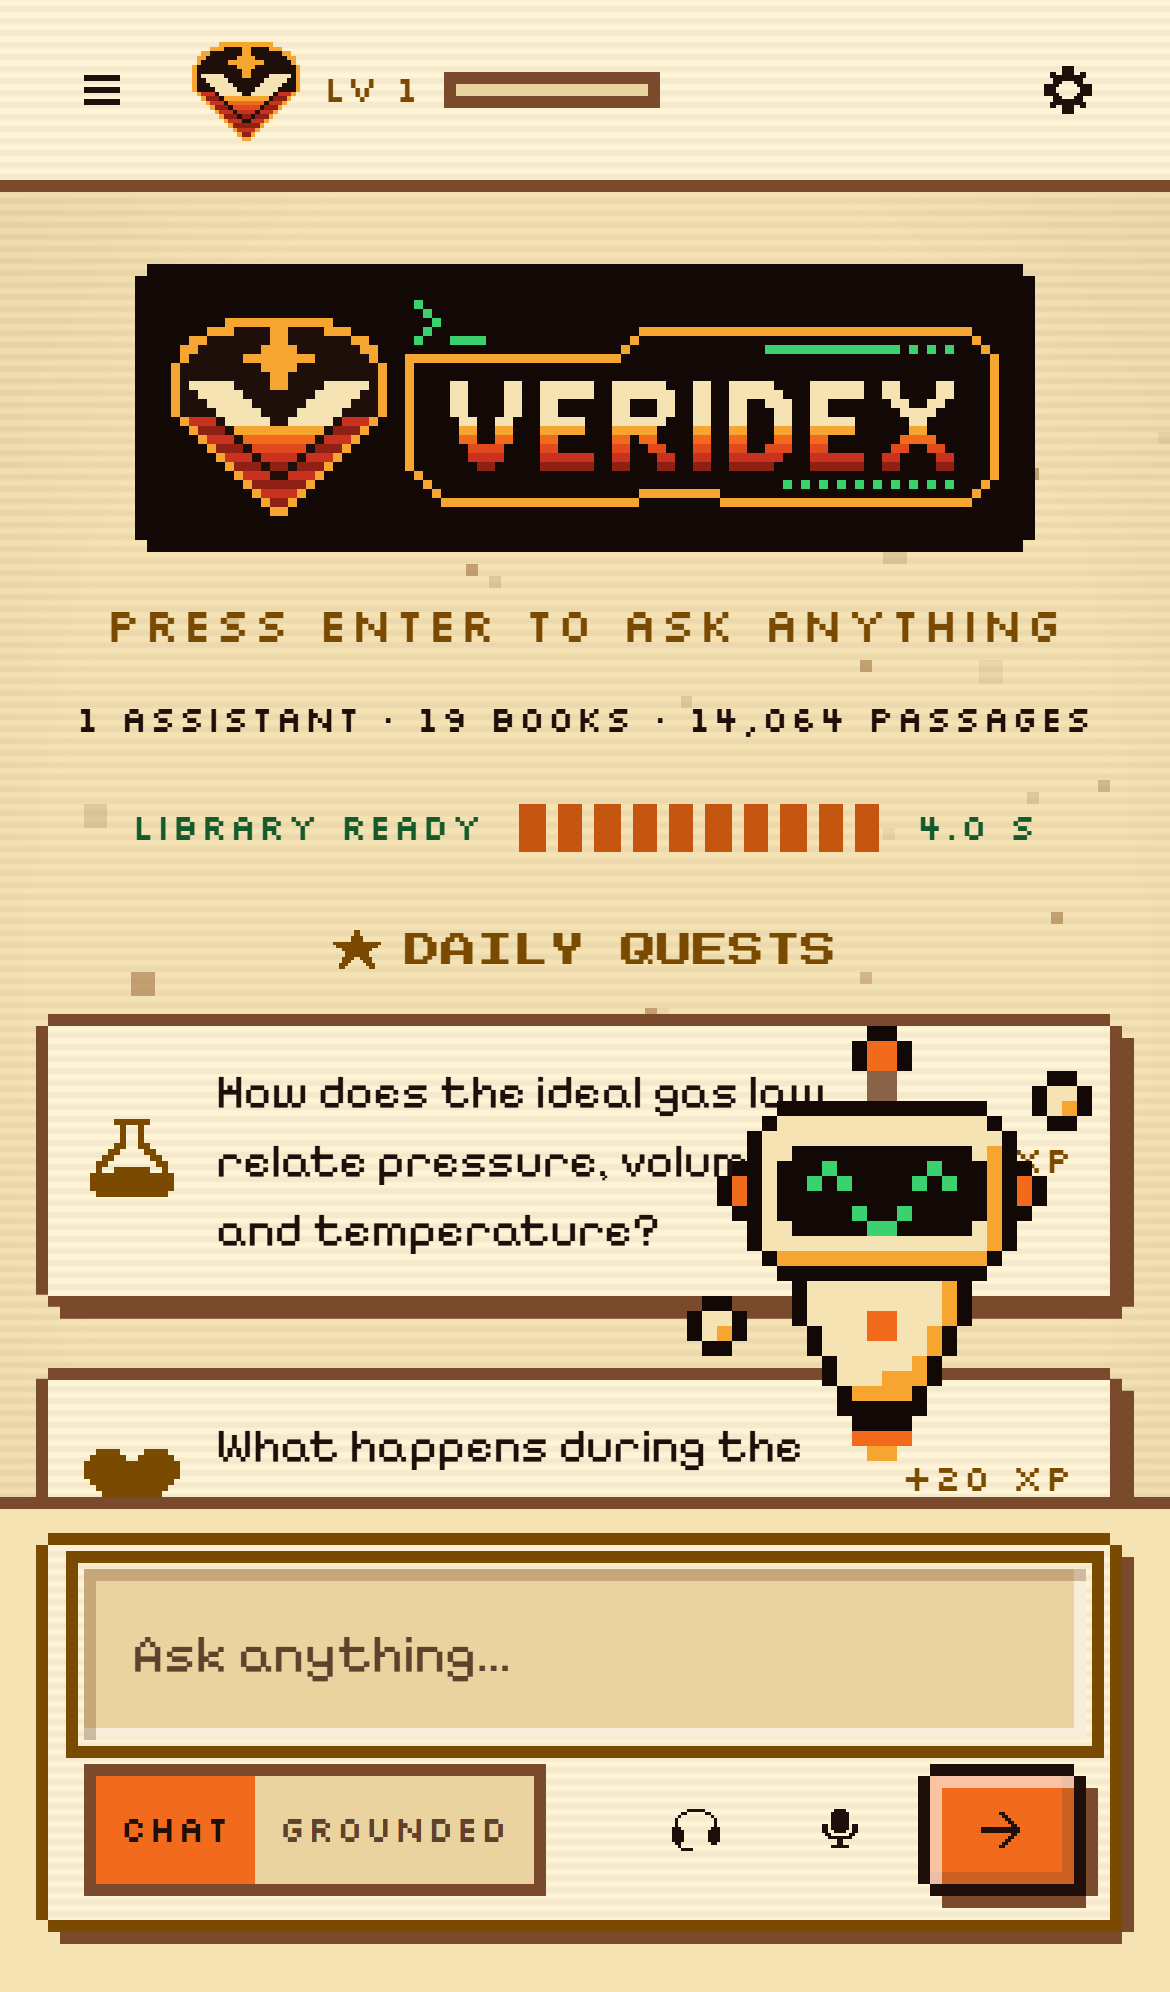 LV 1
>_
VERIDEX
PRESS ENTER TO ASK ANYTHING
1 ASSISTANT · 19 BOOKS · 14,064 PASSAGES
LIBRARY READY 4.0 S
DAILY QUESTS
How does the ideal gas law
relate pressure,
XP
and temperature?
What happens during the
+20 XP
Ask anything...
CHAT GROUNDED